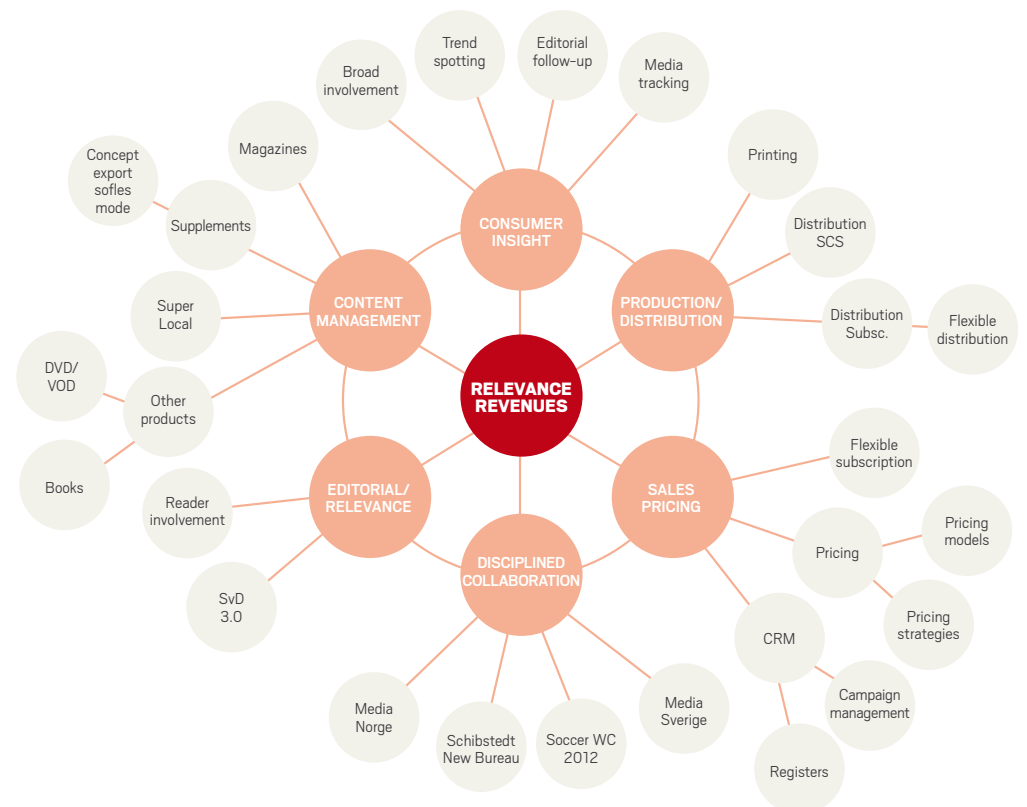 Trend
spotting
Editorial
follow-up
Broad
involvement
Media
tracking
Magazines
Printing
Concept
export
sofles
mode
Supplements
CONSUMER
INSIGHT
Distribution
SCS
Super
Local
CONTENT
MANAGEMENT
PRODUCTION/
DISTRIBUTION
Distribution
Subsc.
Flexible
distribution
DVD/
VOD
Other
products
RELEVANCE
REVENUES
Books
Reader
involvement
EDITORIAL/
RELEVANCE
SALES
PRICING
Flexible
subscription
Pricing
Pricing
models
SvD
3.0
DISCIPLINED
COLLABORATION
Pricing
strategies
CRM
Media
Norge
Schibstedt
New Bureau
Soccer WC
2012
Media
Sverige
Campaign
management
Registers